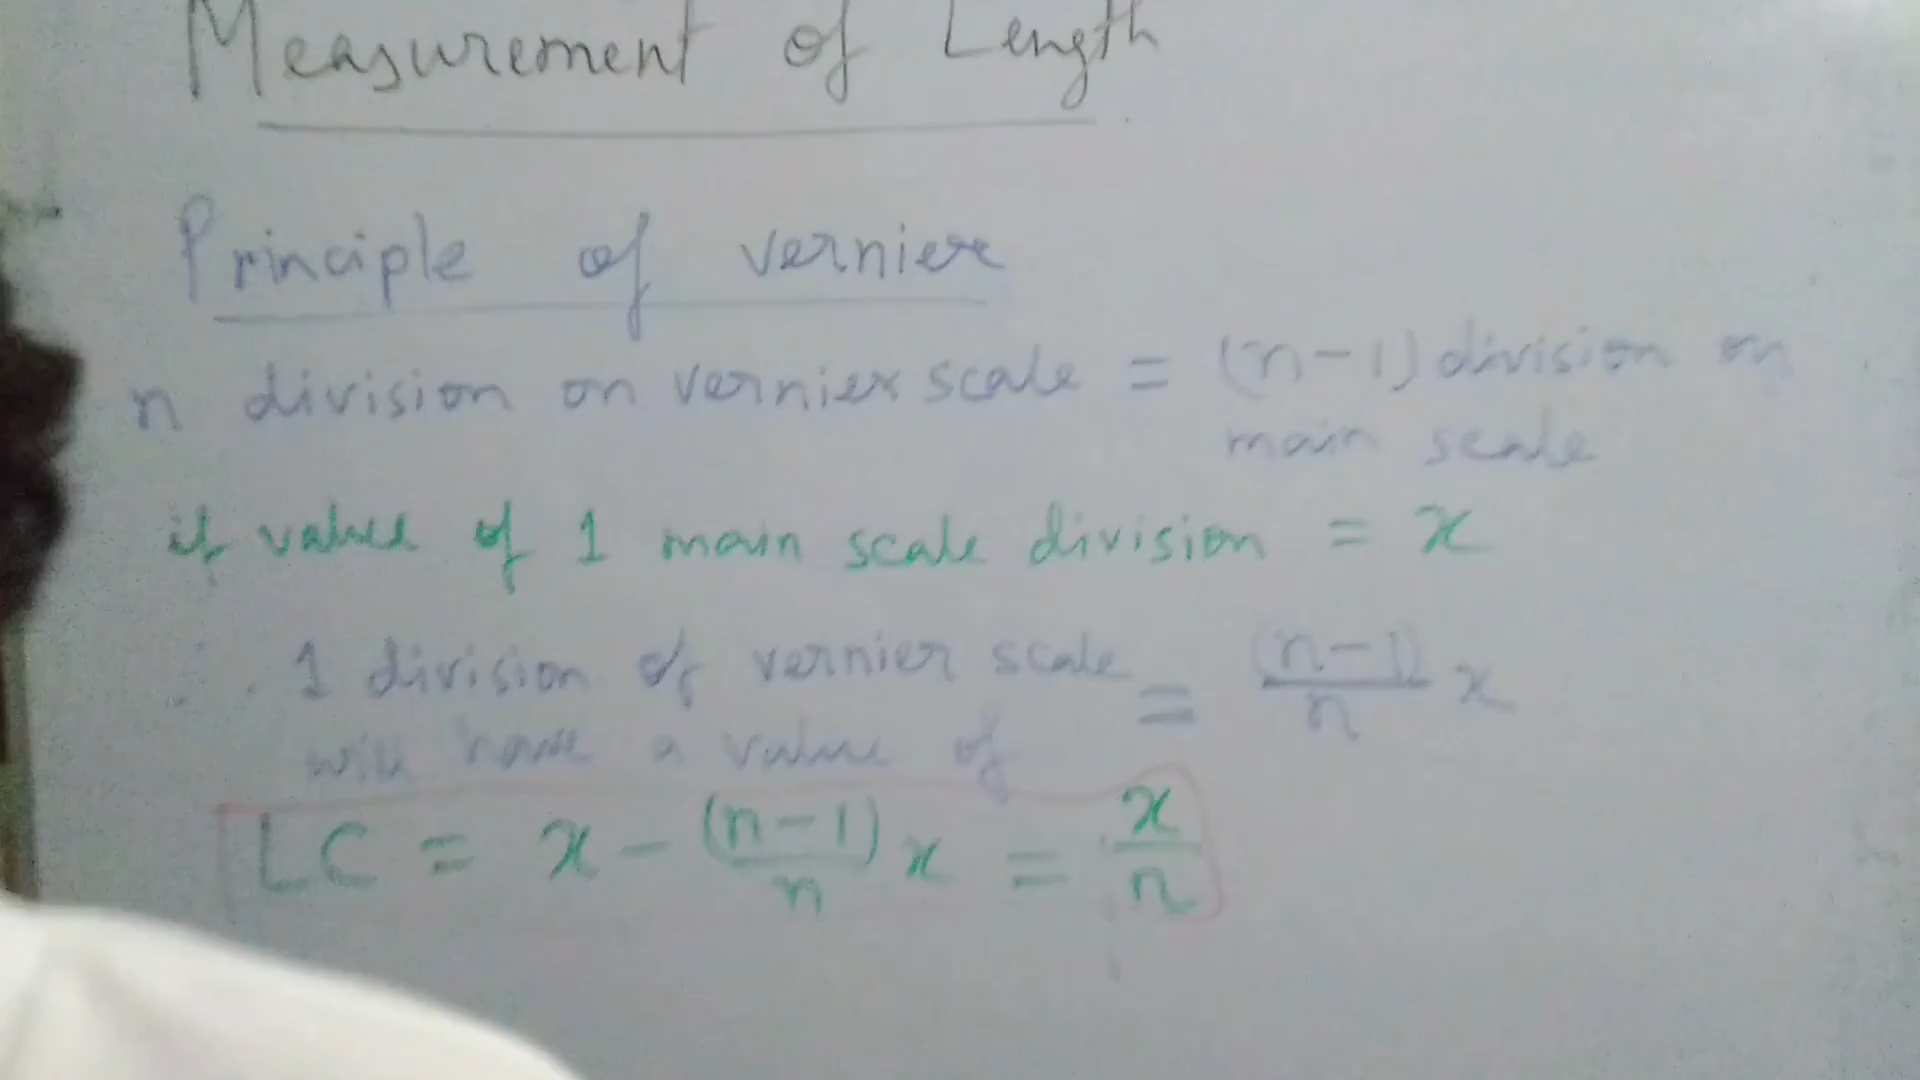 Measurement of Length
Principle of vernier
n division on vernier scale = (n-1) division on
main scale
if value of 1 main scale division = x
∴ 1 division of vernier scale
will have a value of = (n-1)/n x
LC = x - (n-1)/n x = x/n